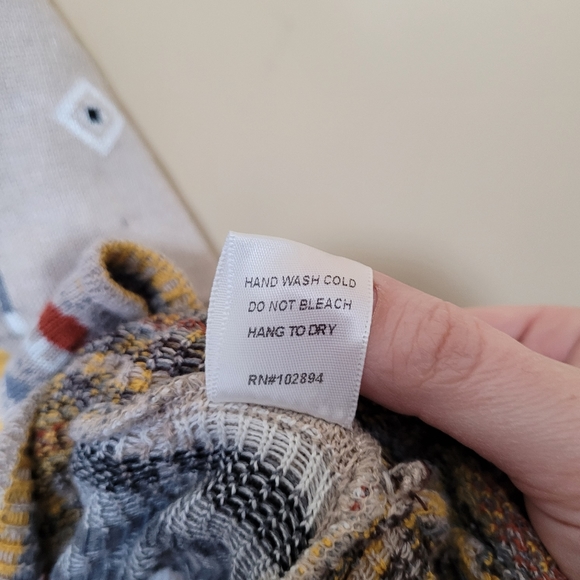 HAND WASH COLD
DO NOT BLEACH
HANG TO DRY
RN#102894